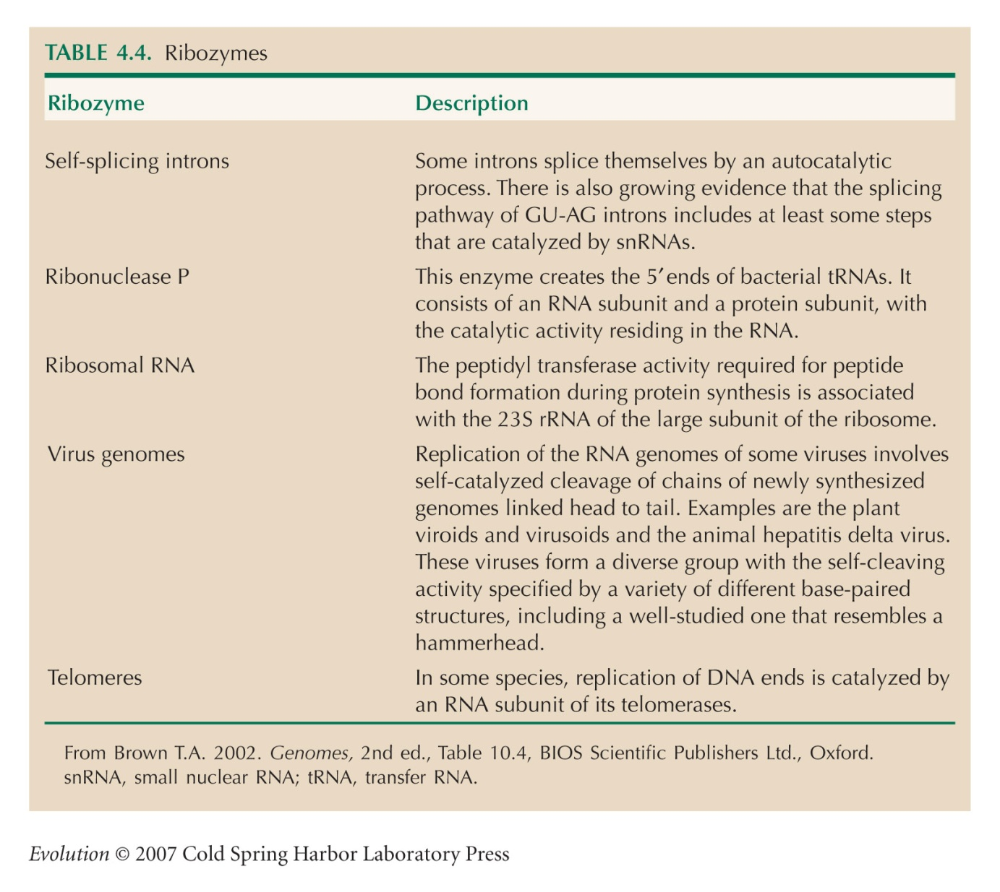 TABLE 4.4. Ribozymes
Ribozyme Description
Self-splicing introns Some introns splice themselves by an autocatalytic
process. There is also growing evidence that the splicing
pathway of GU-AG introns includes at least some steps
that are catalyzed by snRNAs.
Ribonuclease P This enzyme creates the 5′ ends of bacterial tRNAs. It
consists of an RNA subunit and a protein subunit, with
the catalytic activity residing in the RNA.
Ribosomal RNA The peptidyl transferase activity required for peptide
bond formation during protein synthesis is associated
with the 23S rRNA of the large subunit of the ribosome.
Virus genomes Replication of the RNA genomes of some viruses involves
self-catalyzed cleavage of chains of newly synthesized
genomes linked head to tail. Examples are the plant
viroids and virusoids and the animal hepatitis delta virus.
These viruses form a diverse group with the self-cleaving
activity specified by a variety of different base-paired
structures, including a well-studied one that resembles a
hammerhead.
Telomeres In some species, replication of DNA ends is catalyzed by
an RNA subunit of its telomerases.
From Brown T.A. 2002. Genomes, 2nd ed., Table 10.4, BIOS Scientific Publishers Ltd., Oxford.
snRNA, small nuclear RNA; tRNA, transfer RNA.
Evolution © 2007 Cold Spring Harbor Laboratory Press